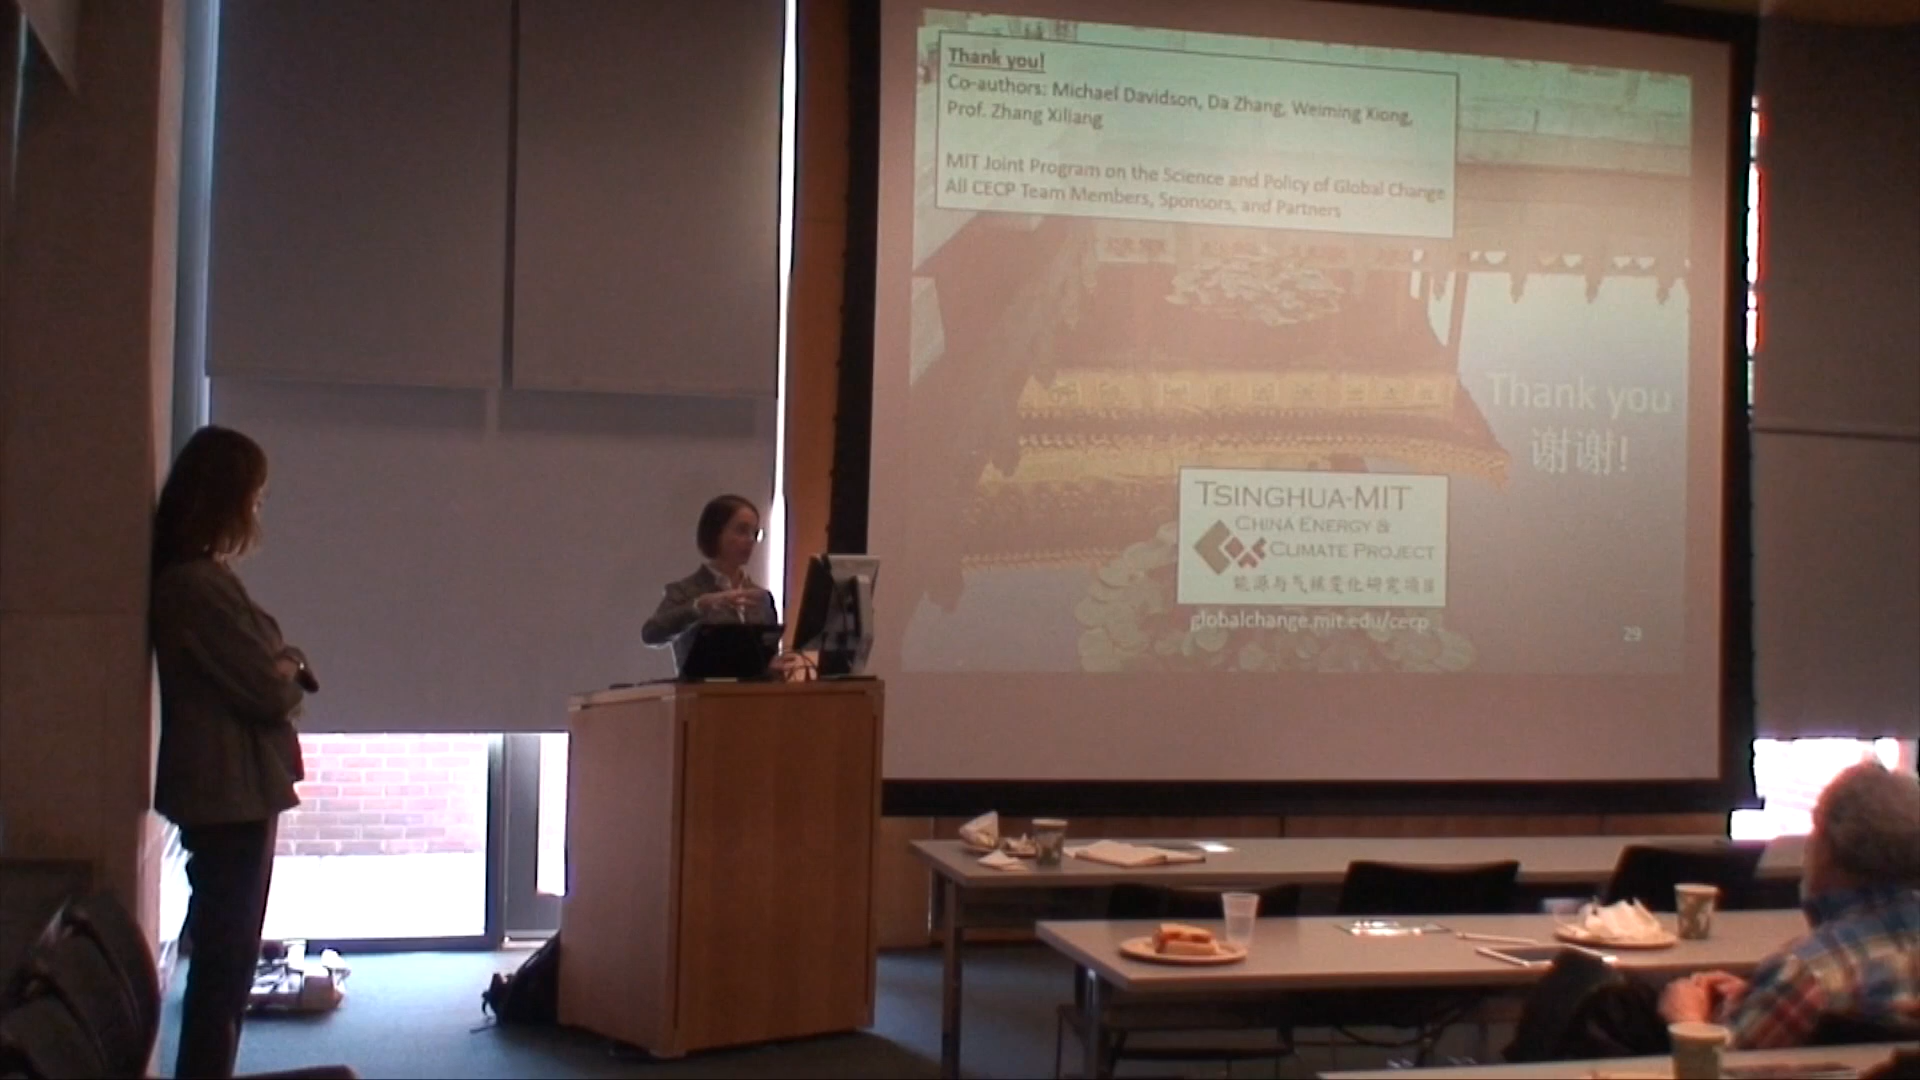 Thank you!
Co-authors: Michael Davidson, Da Zhang, Weiming Xiong,
Prof. Zhang Xiliang
MIT Joint Program on the Science and Policy of Global Change
All CECP Team Members, Sponsors, and Partners
Thank you
谢谢!
TSINGHUA-MIT
CHINA ENERGY &
CLIMATE PROJECT
能源与气候变化研究项目
globalchange.mit.edu/cecp
29